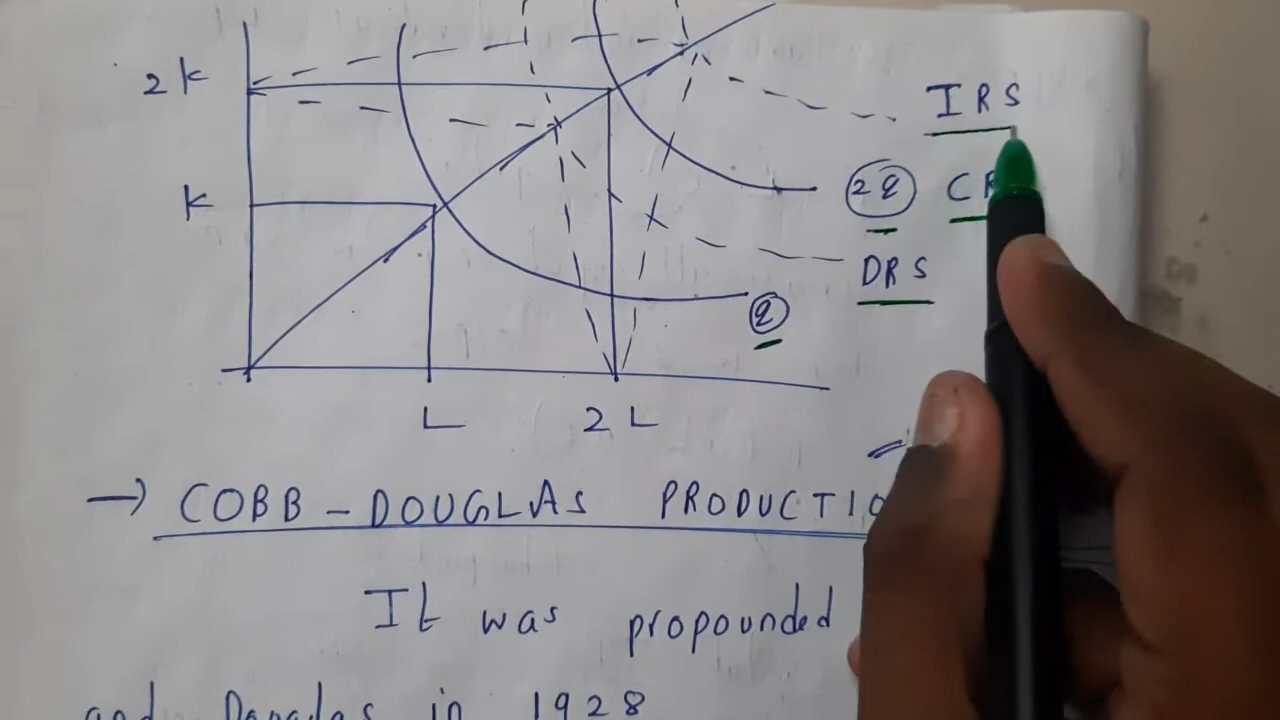 2K
IRS
2q C
K
DRS
q
L 2L
→ COBB-DOUGLAS PRODUCTIO
It was propounded
and Douglas in 1928